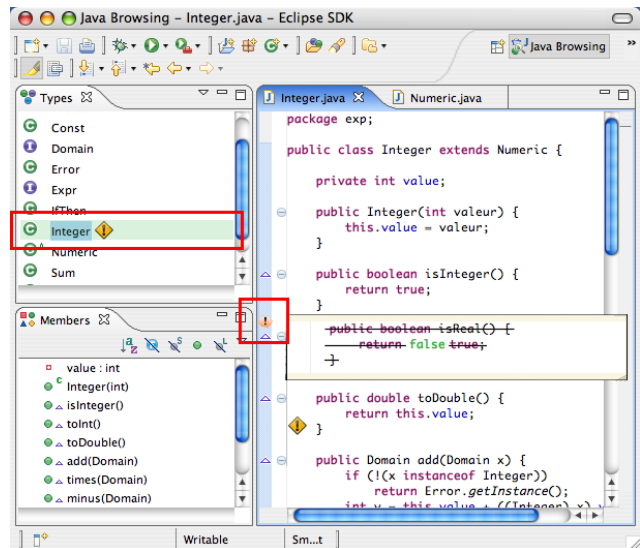 Java Browsing – Integer.java – Eclipse SDK
Java Browsing
»
Types
Const
Domain
Error
Expr
IfThen
Integer
Numeric
Sum
Members
value : int
Integer(int)
isInteger()
toInt()
toDouble()
add(Domain)
times(Domain)
minus(Domain)
Integer.java
Numeric.java
package exp;
public class Integer extends Numeric {
private int value;
public Integer(int valeur) {
this.value = valeur;
}
public boolean isInteger() {
return true;
}
public boolean isReal() {
return false true;
}
public double toDouble() {
return this.value;
}
public Domain add(Domain x) {
if (!(x instanceof Integer))
return Error.getInstance();
int v = this.value + ((Integer) x)
Writable
Sm...t